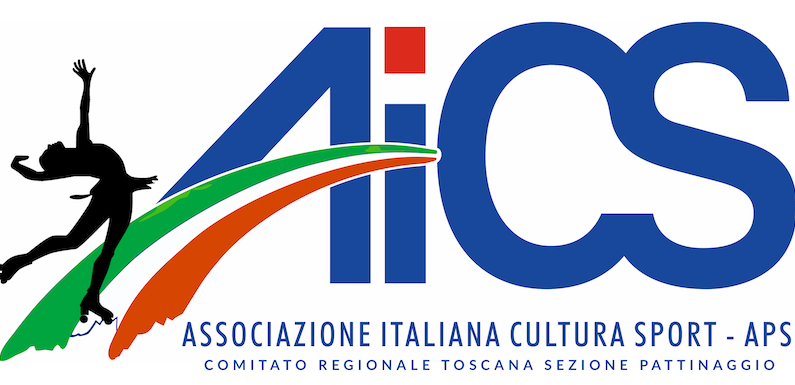 AiCS
ASSOCIAZIONE ITALIANA CULTURA SPORT - APS
COMITATO REGIONALE TOSCANA SEZIONE PATTINAGGIO